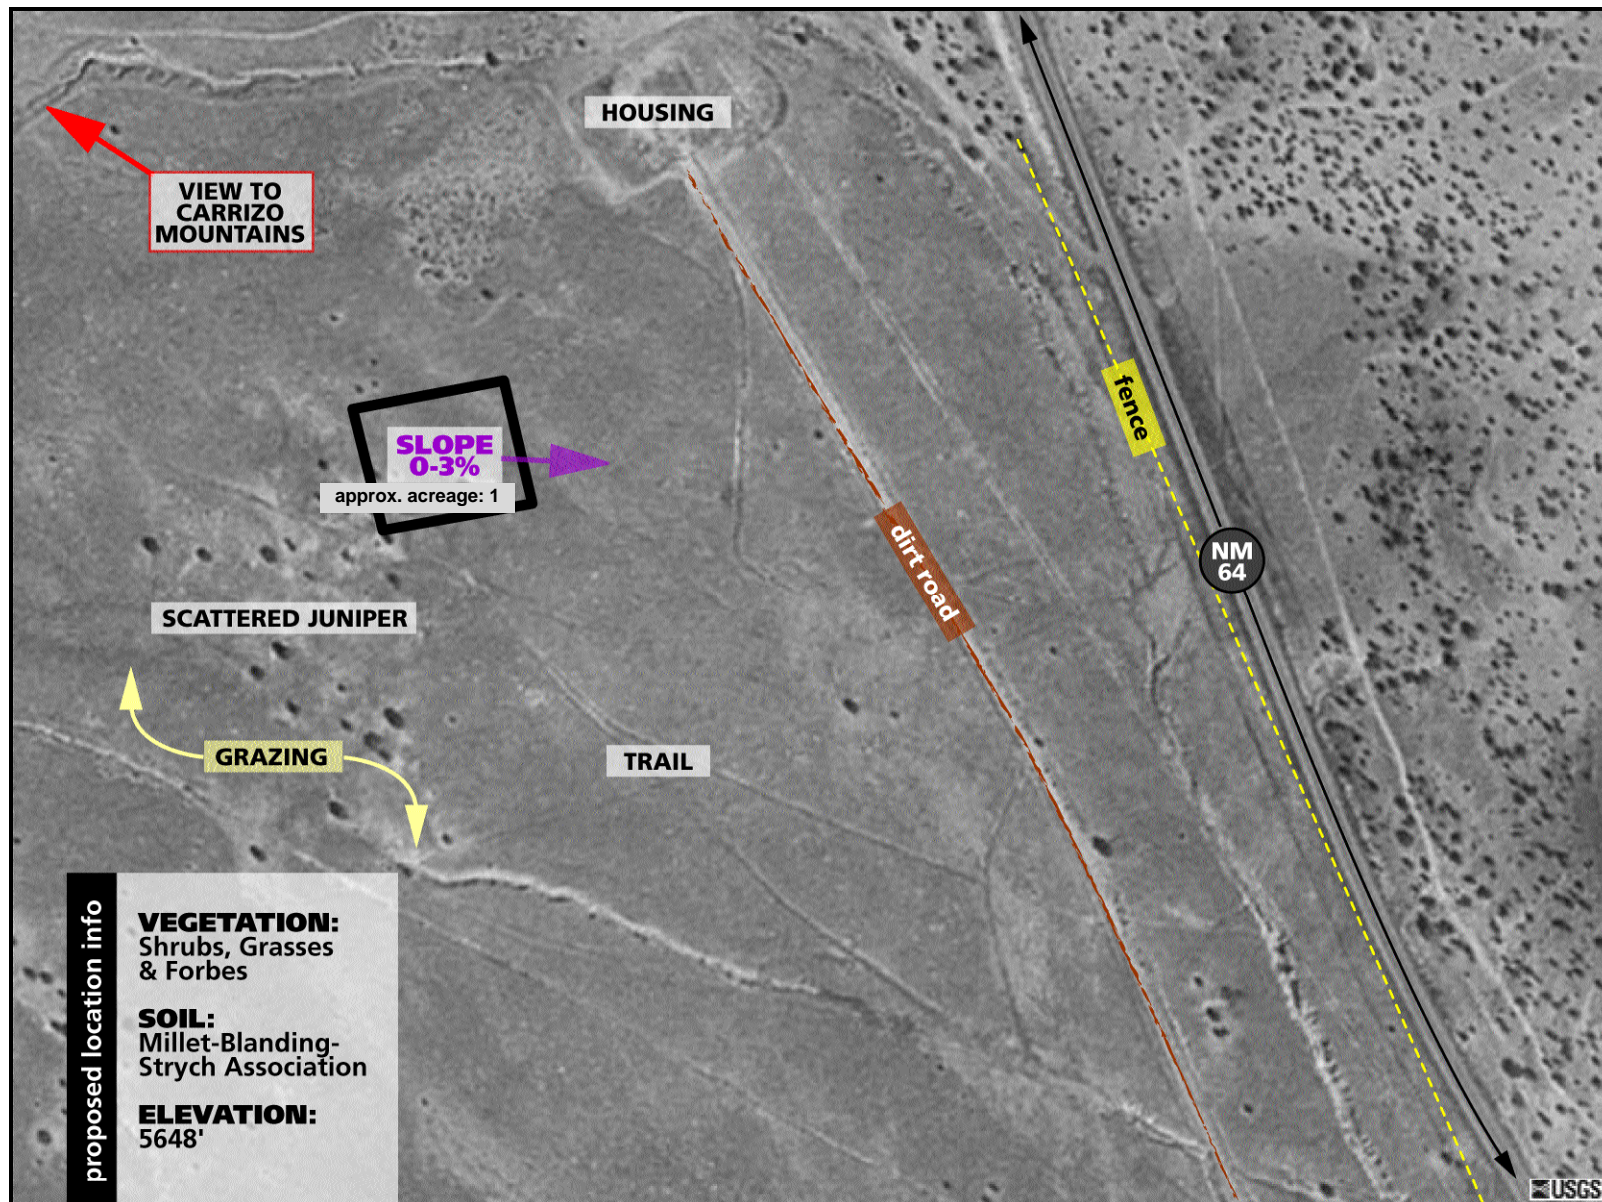 HOUSING
VIEW TO
CARRIZO
MOUNTAINS
fence
SLOPE
0-3%
approx. acreage: 1
dirt road
NM
64
SCATTERED JUNIPER
GRAZING
TRAIL
proposed location info
VEGETATION:
Shrubs, Grasses
& Forbes
SOIL:
Millet-Blanding-
Strych Association
ELEVATION:
5648'
USGS